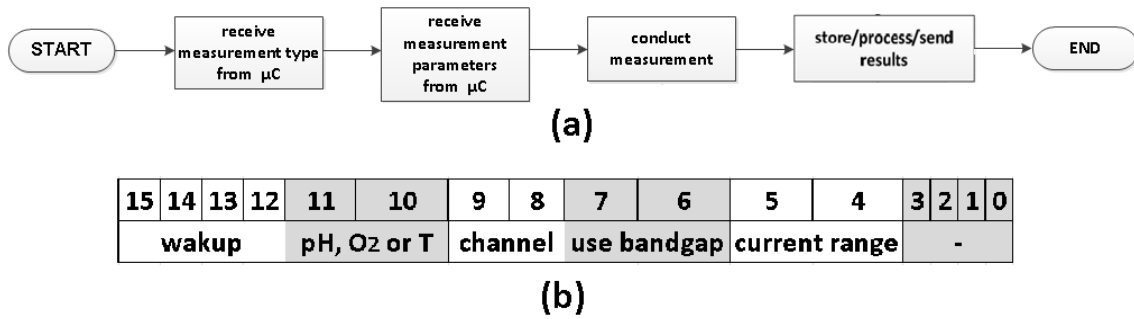 START
receive
measurement type
from µC
receive
measurement
parameters
from µC
conduct
measurement
store/process/send
results
END
(a)
15 14 13 12 11 10 9 8 7 6 5 4 3 2 1 0
wakup pH, O2 or T channel use bandgap current range -
(b)